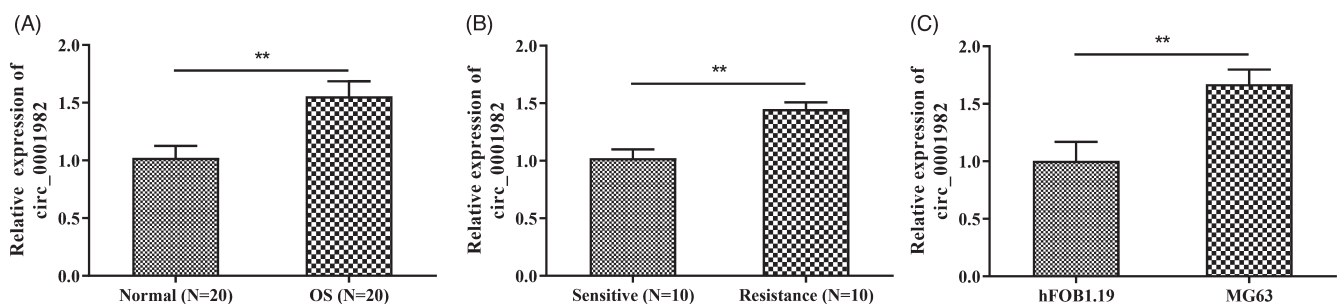 (A)
Relative expression of
circ_0001982
2.0
1.5
1.0
0.5
0.0
**
Normal (N=20)
OS (N=20)
(B)
Relative expression of
circ_0001982
2.0
1.5
1.0
0.5
0.0
**
Sensitive (N=10)
Resistance (N=10)
(C)
Relative expression of
circ_0001982
2.0
1.5
1.0
0.5
0.0
**
hFOB1.19
MG63